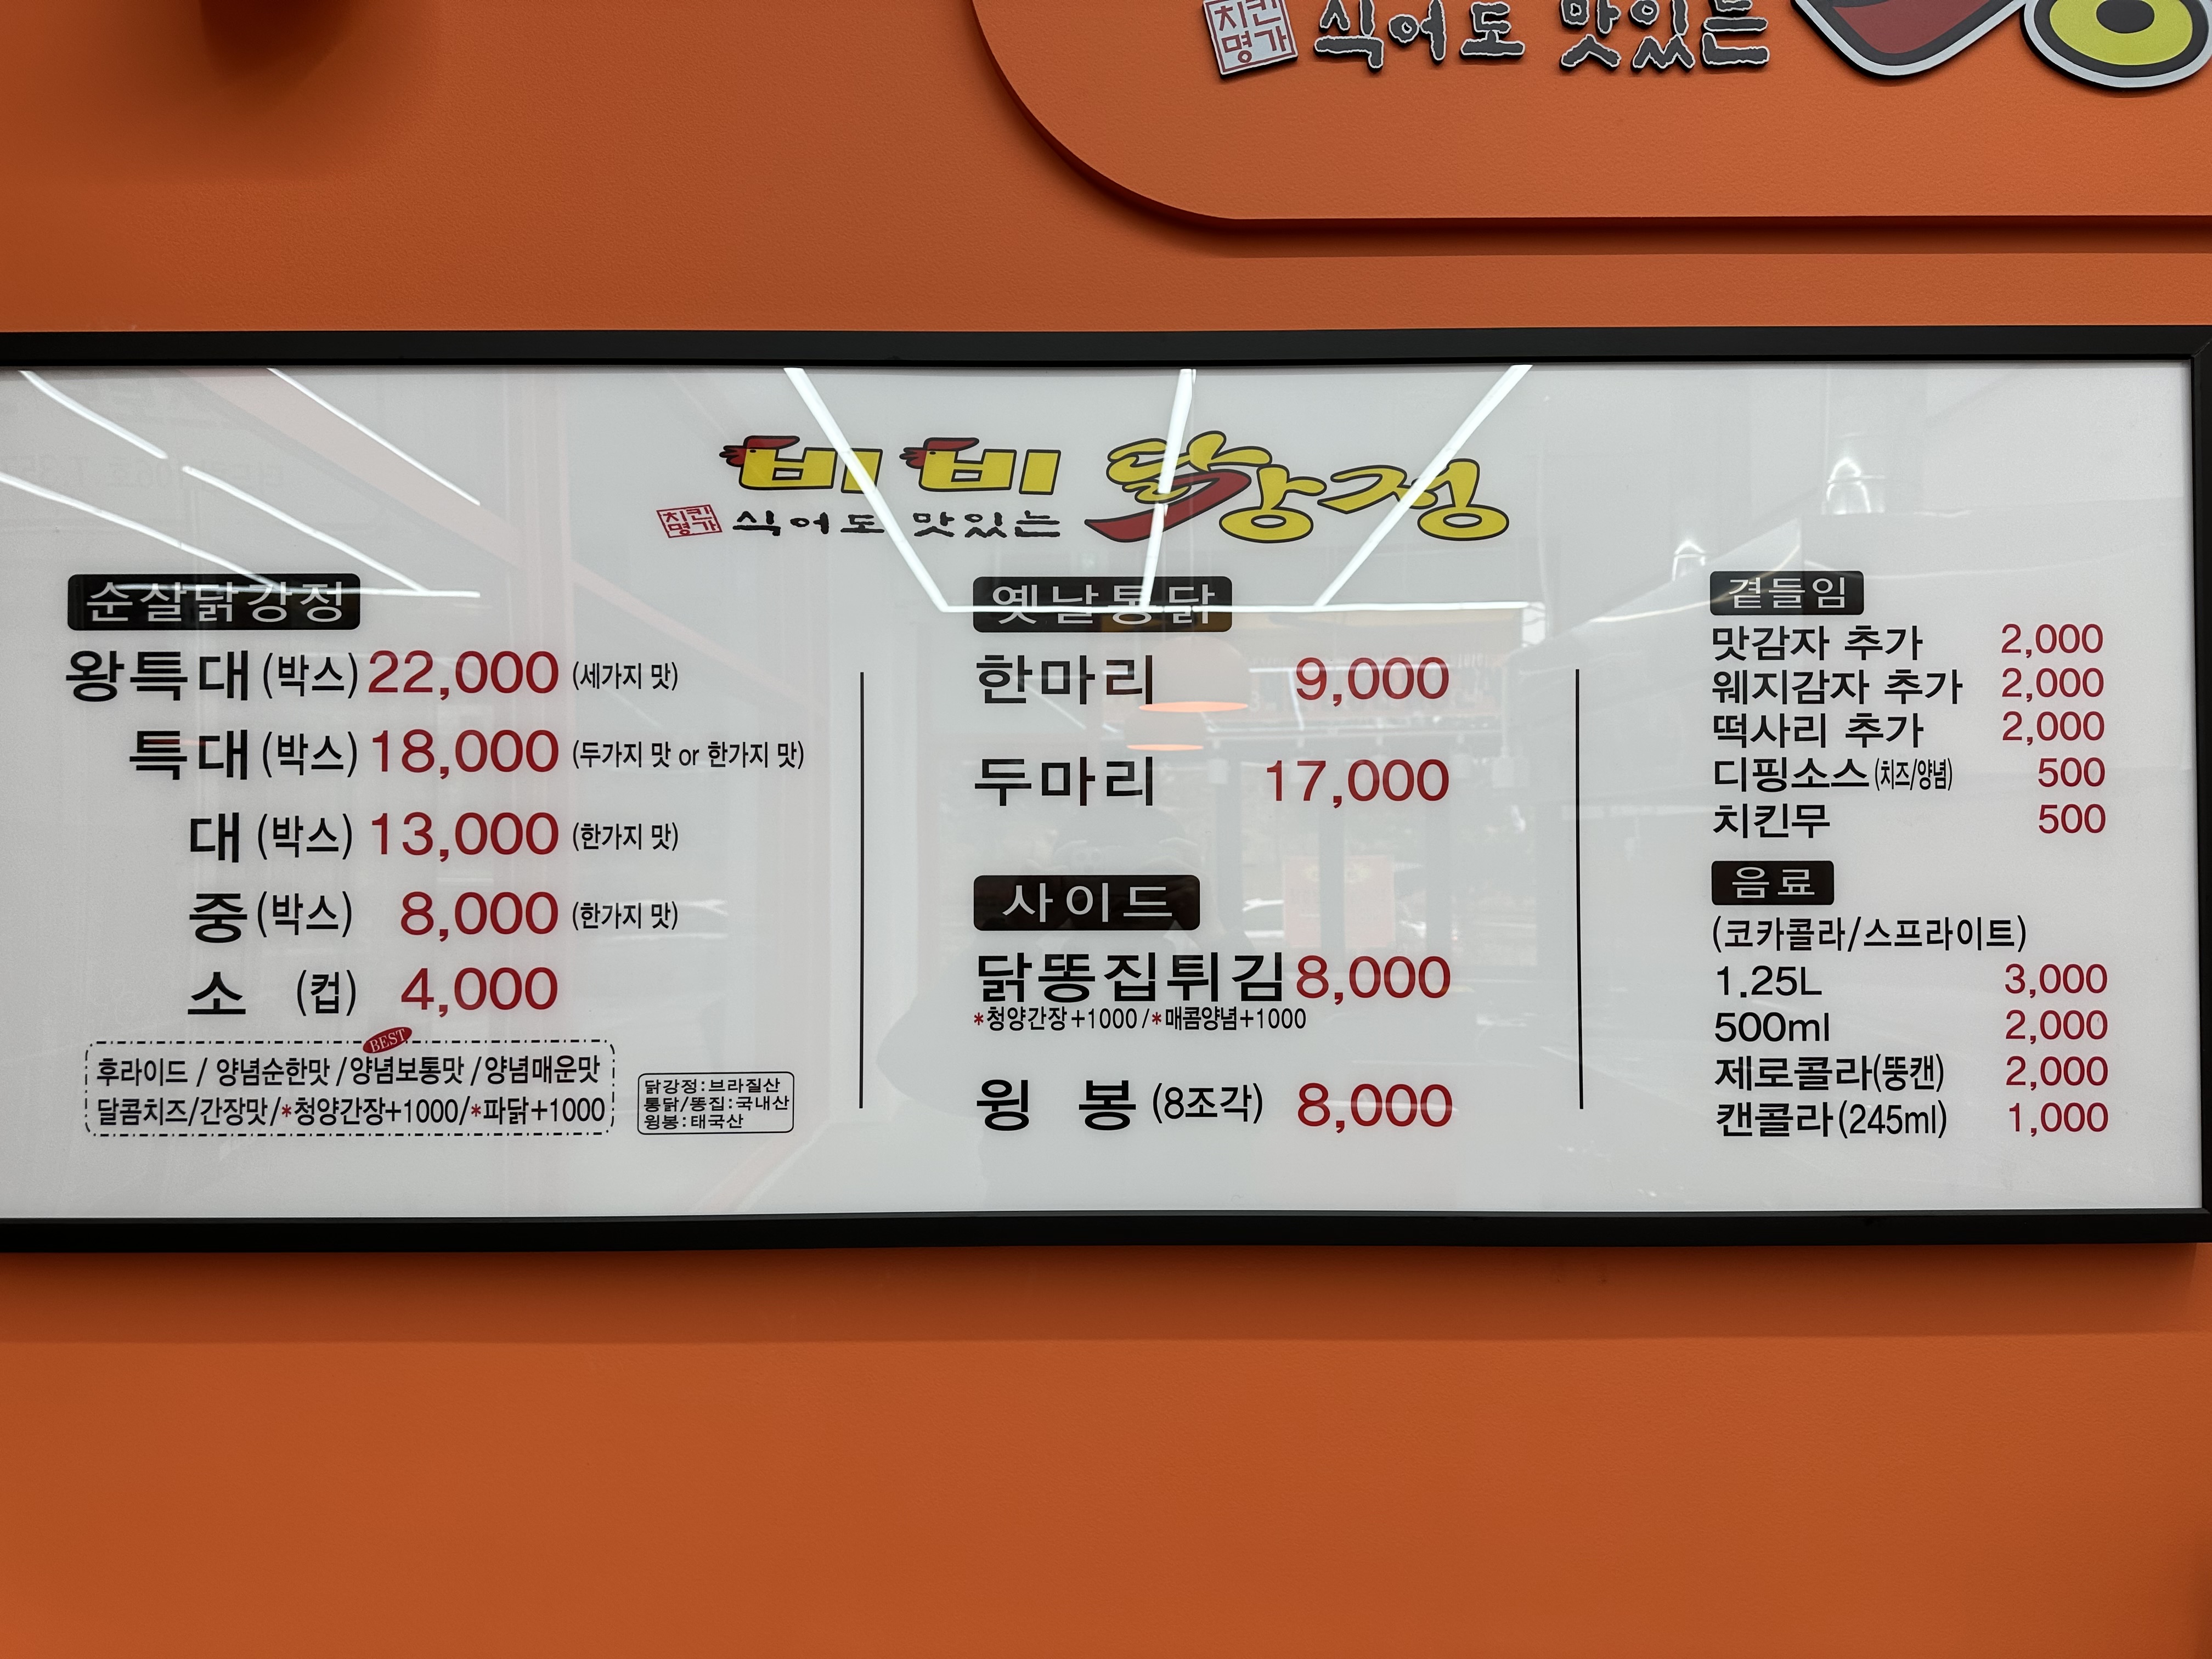 치킨
명가
식어도 맛있는
비비 닭강정
치킨
명가
식어도 맛있는
순살닭강정
왕특대(박스) 22,000 (세가지 맛)
특대(박스) 18,000 (두가지 맛 or 한가지 맛)
대(박스) 13,000 (한가지 맛)
중(박스) 8,000 (한가지 맛)
소 (컵) 4,000
BEST
후라이드 / 양념순한맛 /양념보통맛 /양념매운맛
달콤치즈/간장맛/*청양간장+1000/*파닭+1000
닭강정:브라질산
통닭/똥집:국내산
윙봉:태국산
옛날통닭
한마리 9,000
두마리 17,000
사이드
닭똥집튀김 8,000
*청양간장+1000/*매콤양념+1000
윙 봉 (8조각) 8,000
곁들임
맛감자 추가 2,000
웨지감자 추가 2,000
떡사리 추가 2,000
디핑소스(치즈/양념) 500
치킨무 500
음료
(코카콜라/스프라이트)
1.25L 3,000
500ml 2,000
제로콜라(뚱캔) 2,000
캔콜라(245ml) 1,000